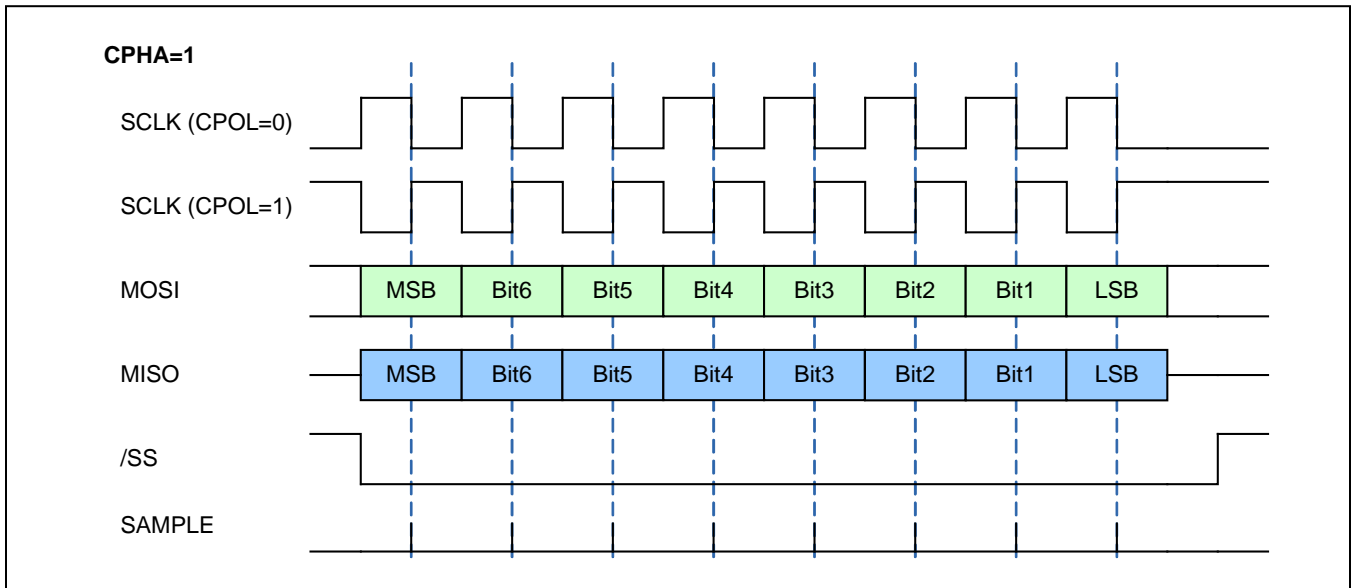 CPHA=1
SCLK (CPOL=0)
SCLK (CPOL=1)
MOSI MSB Bit6 Bit5 Bit4 Bit3 Bit2 Bit1 LSB
MISO MSB Bit6 Bit5 Bit4 Bit3 Bit2 Bit1 LSB
/SS
SAMPLE